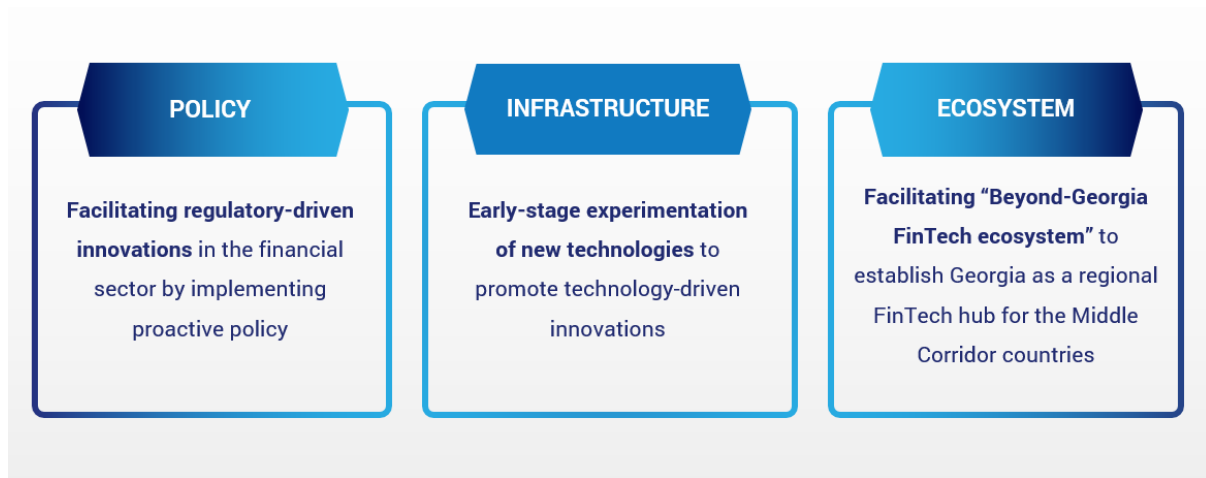 POLICY
Facilitating regulatory-driven
innovations in the financial
sector by implementing
proactive policy
INFRASTRUCTURE
Early-stage experimentation
of new technologies to
promote technology-driven
innovations
ECOSYSTEM
Facilitating “Beyond-Georgia
FinTech ecosystem” to
establish Georgia as a regional
FinTech hub for the Middle
Corridor countries